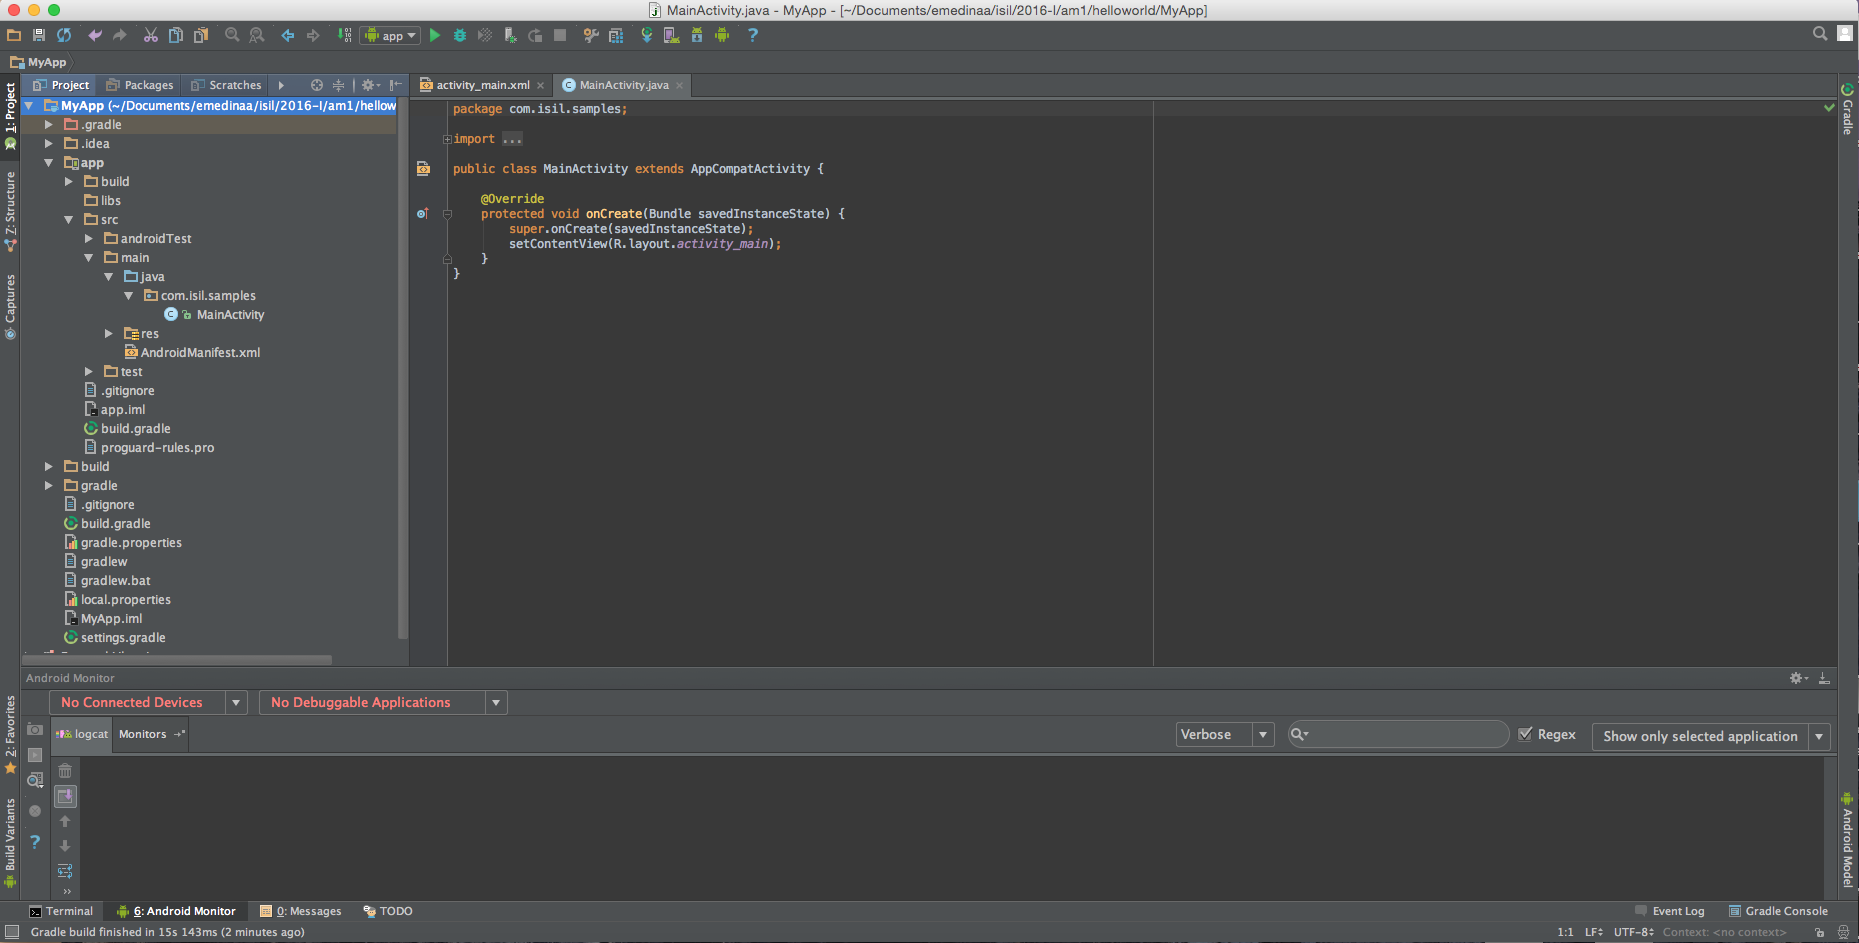 MainActivity.java - MyApp - [~/Documents/emedinaa/isil/2016-I/am1/helloworld/MyApp]
app
MyApp
Project Packages Scratches
activity_main.xml MainActivity.java
MyApp (~/Documents/emedinaa/isil/2016-I/am1/hellow
.gradle
.idea
app
build
libs
src
androidTest
main
java
com.isil.samples
MainActivity
res
AndroidManifest.xml
test
.gitignore
app.iml
build.gradle
proguard-rules.pro
build
gradle
.gitignore
build.gradle
gradle.properties
gradlew
gradlew.bat
local.properties
MyApp.iml
settings.gradle
package com.isil.samples;
import ...
public class MainActivity extends AppCompatActivity {
@Override
protected void onCreate(Bundle savedInstanceState) {
super.onCreate(savedInstanceState);
setContentView(R.layout.activity_main);
}
}
1: Project
Z: Structure
Captures
2: Favorites
Build Variants
Gradle
Android Model
Android Monitor
No Connected Devices No Debuggable Applications
logcat Monitors Verbose Regex Show only selected application
Terminal 6: Android Monitor 0: Messages TODO Event Log Gradle Console
Gradle build finished in 15s 143ms (2 minutes ago) 1:1 LF UTF-8 Context: <no context>